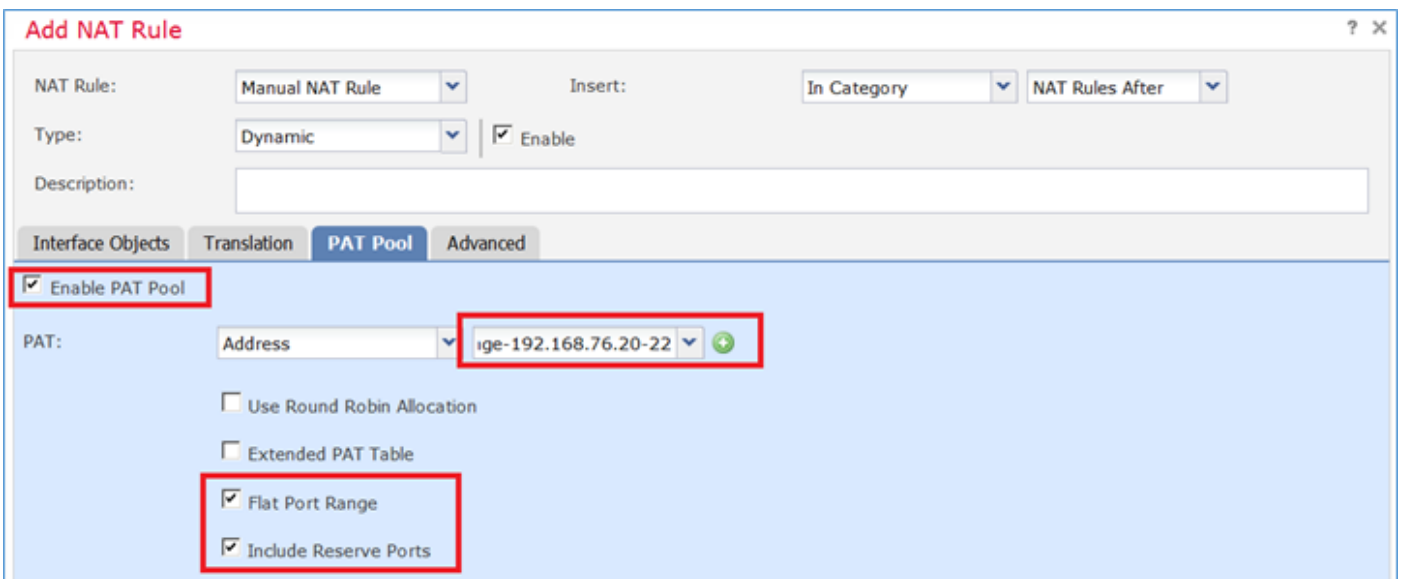 Add NAT Rule ? ×
NAT Rule: Manual NAT Rule Insert: In Category NAT Rules After
Type: Dynamic Enable
Description:
Interface Objects Translation PAT Pool Advanced
Enable PAT Pool
PAT: Address ige-192.168.76.20-22
Use Round Robin Allocation
Extended PAT Table
Flat Port Range
Include Reserve Ports